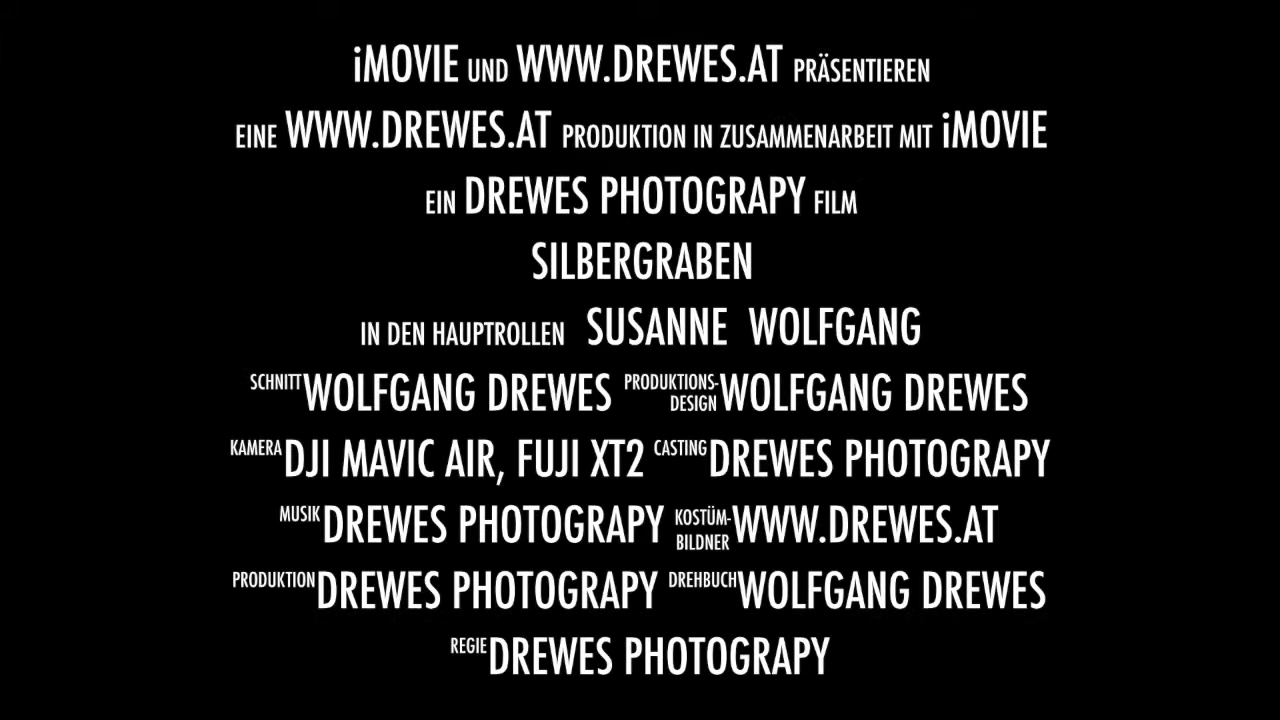 iMOVIE UND WWW.DREWES.AT PRÄSENTIEREN
EINE WWW.DREWES.AT PRODUKTION IN ZUSAMMENARBEIT MIT iMOVIE
EIN DREWES PHOTOGRAPY FILM
SILBERGRABEN
IN DEN HAUPTROLLEN SUSANNE WOLFGANG
SCHNITT WOLFGANG DREWES PRODUKTIONS-DESIGN WOLFGANG DREWES
KAMERA DJI MAVIC AIR, FUJI XT2 CASTING DREWES PHOTOGRAPY
MUSIK DREWES PHOTOGRAPY KOSTÜM-BILDNER WWW.DREWES.AT
PRODUKTION DREWES PHOTOGRAPY DREHBUCH WOLFGANG DREWES
REGIE DREWES PHOTOGRAPY